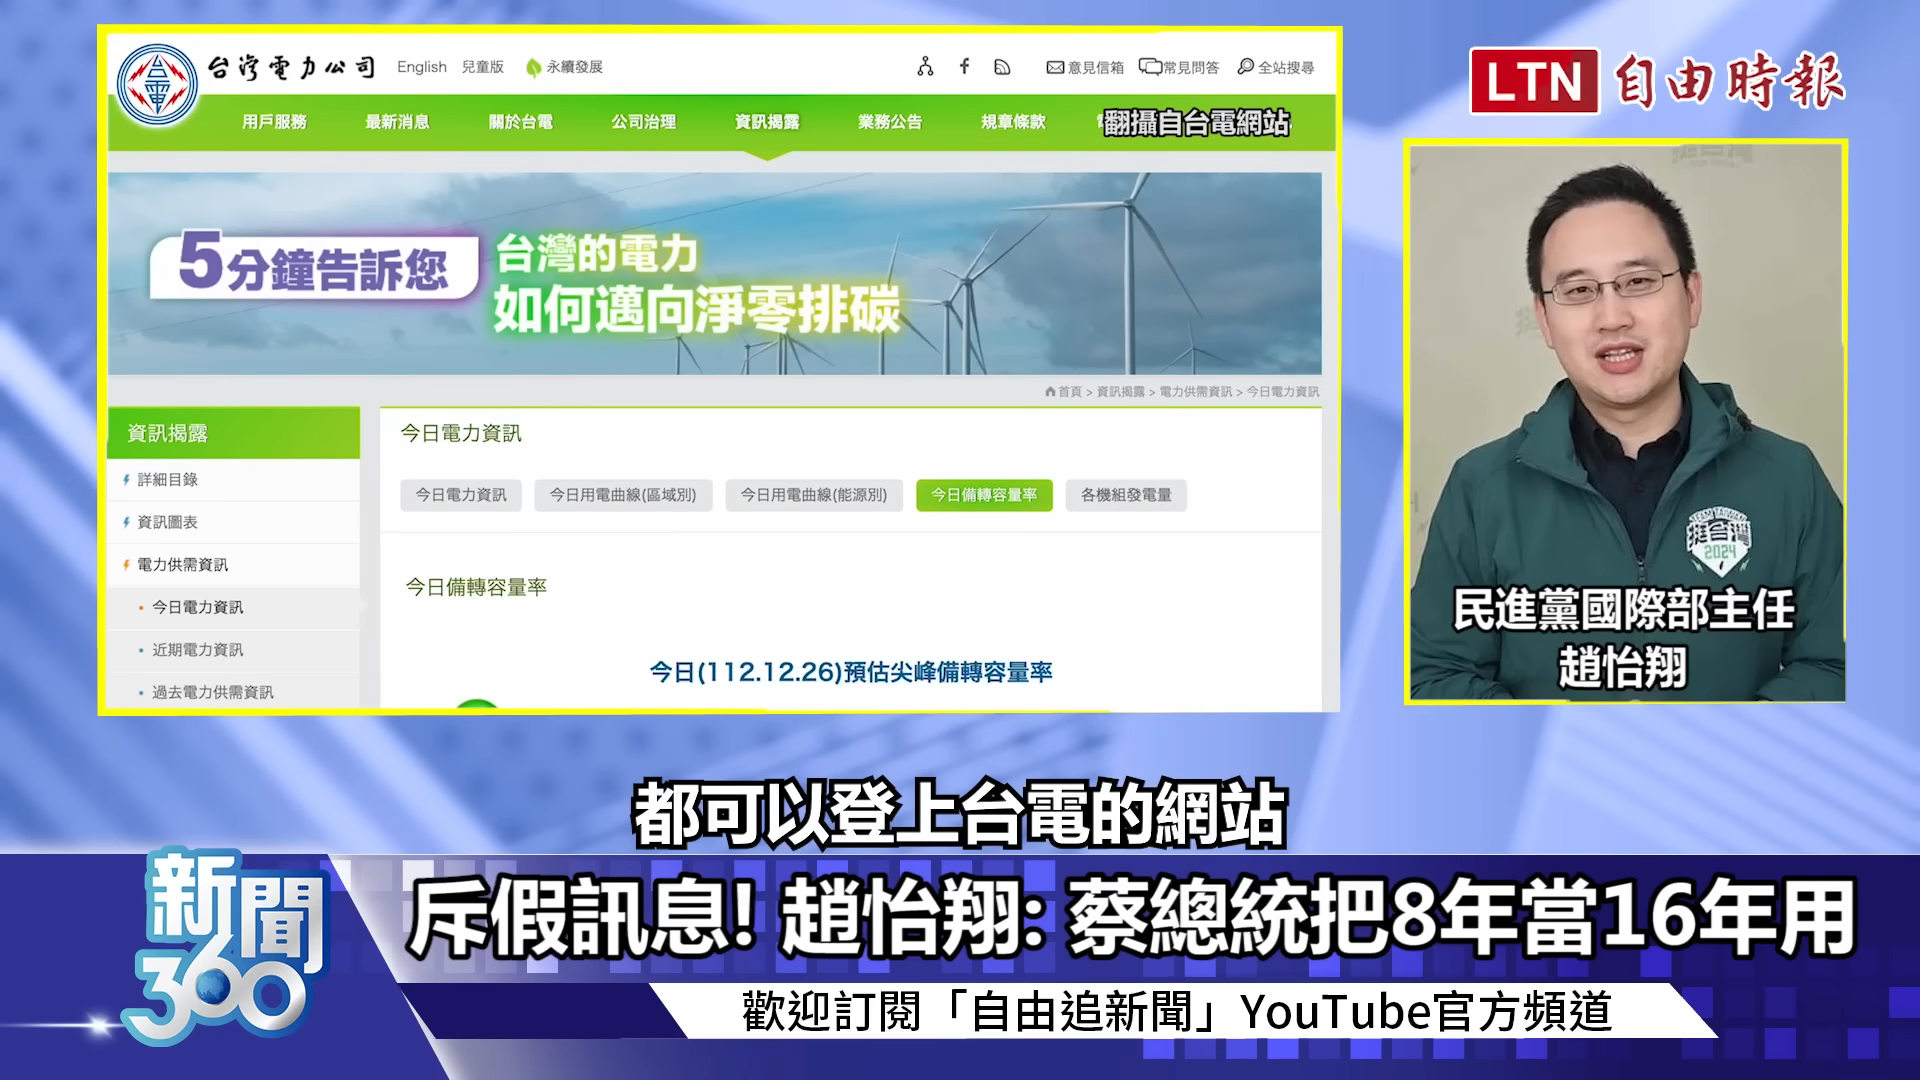 台灣電力公司
English 兒童版 永續發展
意見信箱 常見問答 全站搜尋
用戶服務 最新消息 關於台電 公司治理 資訊揭露 業務公告 規章條款
翻攝自台電網站
5分鐘告訴您
台灣的電力
如何邁向淨零排碳
首頁 > 資訊揭露 > 電力供需資訊 > 今日電力資訊
資訊揭露
詳細目錄
資訊圖表
電力供需資訊
今日電力資訊
近期電力資訊
過去電力供需資訊
今日電力資訊
今日電力資訊 今日用電曲線(區域別) 今日用電曲線(能源別) 今日備轉容量率 各機組發電量
今日備轉容量率
今日(112.12.26)預估尖峰備轉容量率
LTN 自由時報
TEAM TAIWAN
挺台灣
2024
民進黨國際部主任
趙怡翔
都可以登上台電的網站
新聞
360
斥假訊息! 趙怡翔: 蔡總統把8年當16年用
歡迎訂閱「自由追新聞」YouTube官方頻道